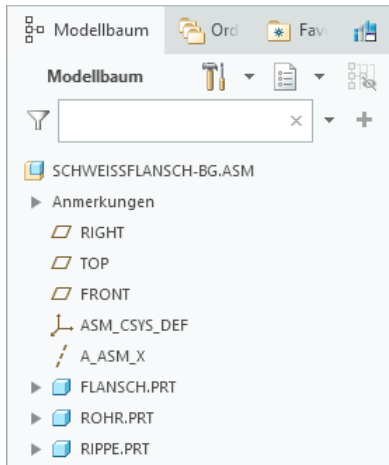 Modellbaum Ord Fav
Modellbaum
SCHWEISSFLANSCH-BG.ASM
Anmerkungen
RIGHT
TOP
FRONT
ASM_CSYS_DEF
A_ASM_X
FLANSCH.PRT
ROHR.PRT
RIPPE.PRT